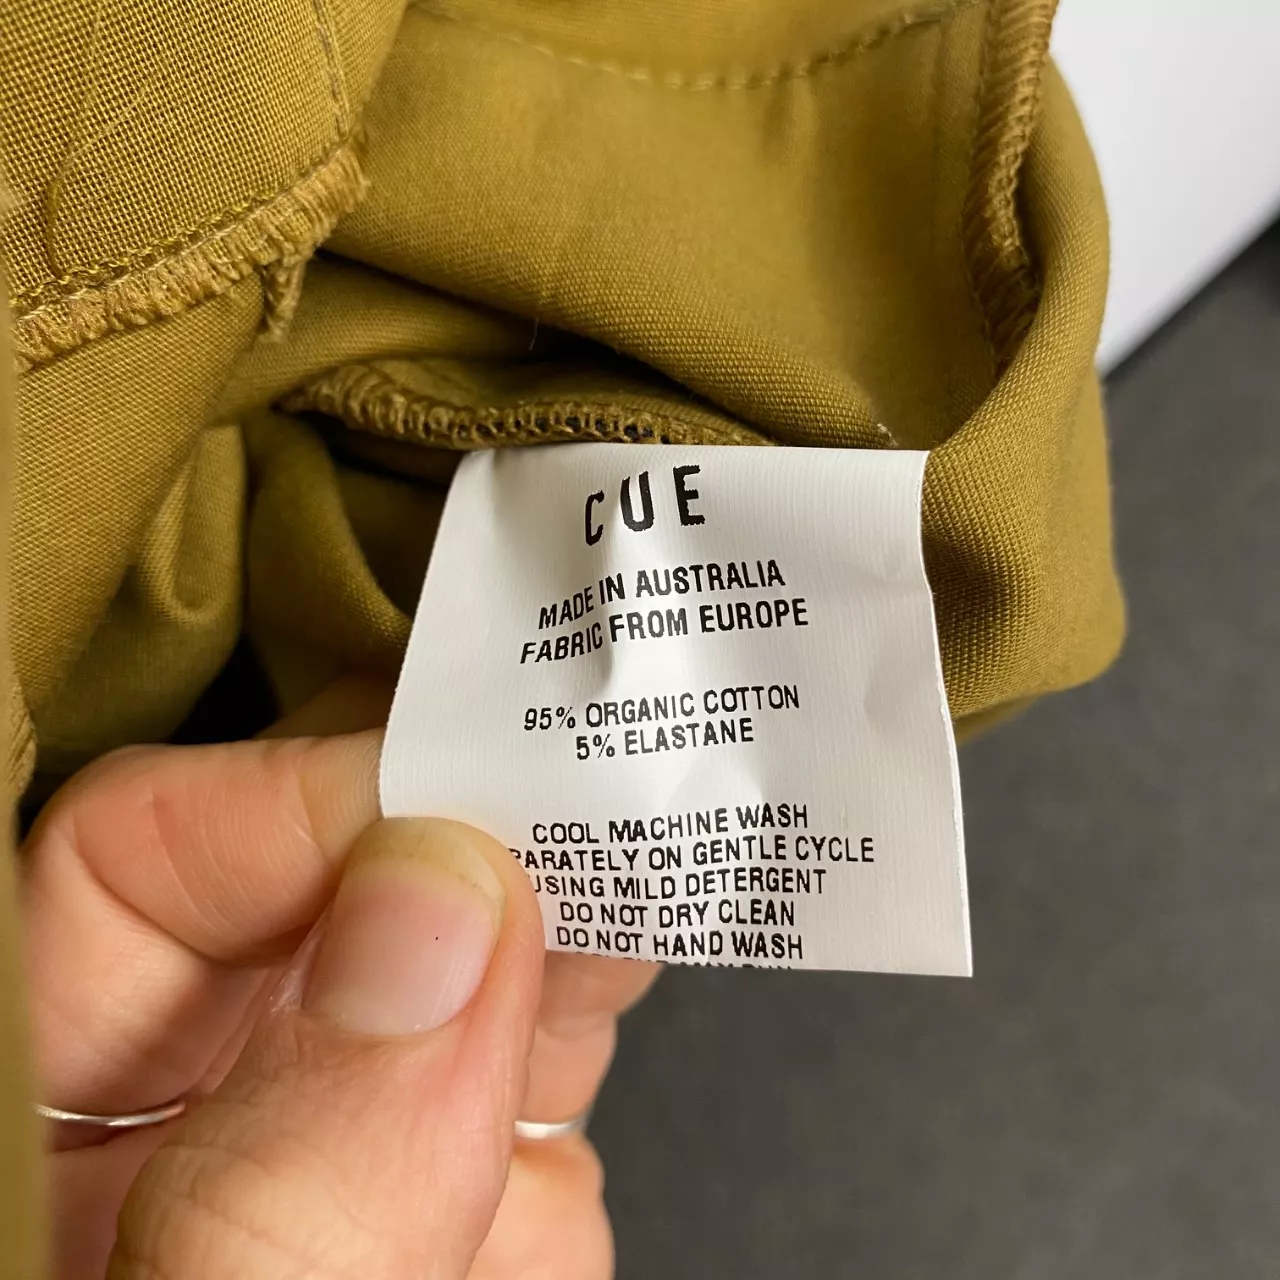 CUE
MADE IN AUSTRALIA
FABRIC FROM EUROPE
95% ORGANIC COTTON
5% ELASTANE
COOL MACHINE WASH
PARATELY ON GENTLE CYCLE
USING MILD DETERGENT
DO NOT DRY CLEAN
DO NOT HAND WASH